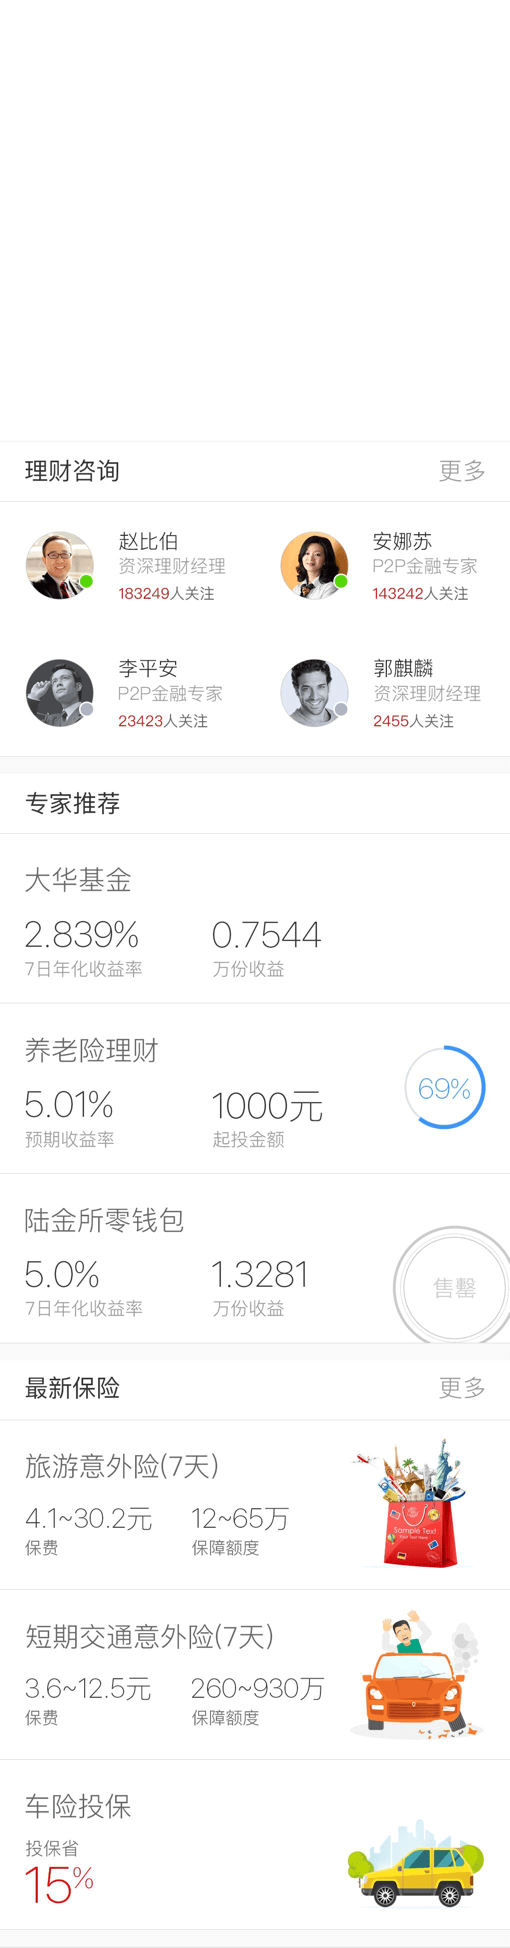 理财咨询 更多
赵比伯 安娜苏
资深理财经理 P2P金融专家
183249人关注 143242人关注
李平安 郭麒麟
P2P金融专家 资深理财经理
23423人关注 2455人关注
专家推荐
大华基金
2.839% 0.7544
7日年化收益率 万份收益
养老险理财
5.01% 1000元 69%
预期收益率 起投金额
陆金所零钱包
5.0% 1.3281 售罄
7日年化收益率 万份收益
最新保险 更多
旅游意外险(7天)
4.1~30.2元 12~65万
保费 保障额度
Sample Text
Your Text Here
短期交通意外险(7天)
3.6~12.5元 260~930万
保费 保障额度
车险投保
投保省
15%